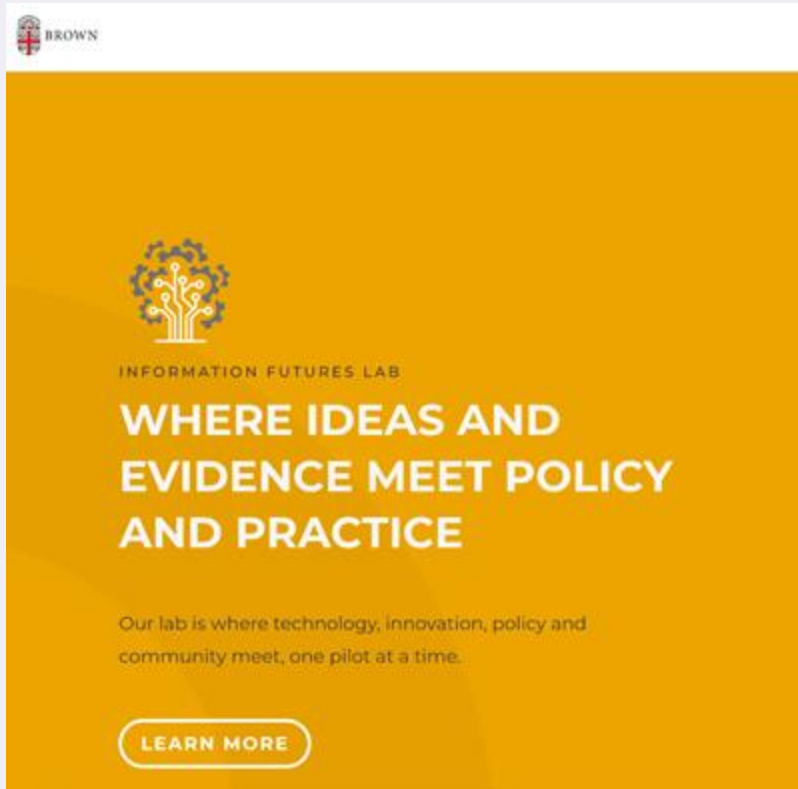 BROWN
INFORMATION FUTURES LAB
WHERE IDEAS AND
EVIDENCE MEET POLICY
AND PRACTICE
Our lab is where technology, innovation, policy and
community meet, one pilot at a time.
LEARN MORE